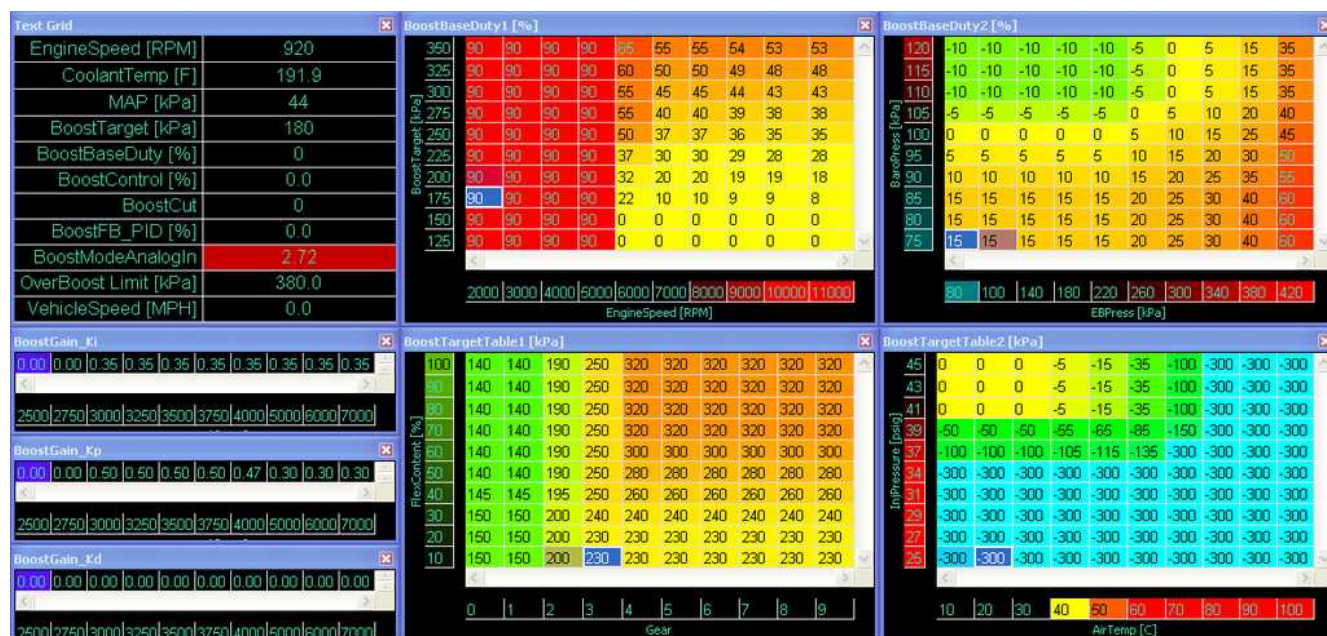 Text Grid
EngineSpeed [RPM] 920
CoolantTemp [F] 191.9
MAP [kPa] 44
BoostTarget [kPa] 180
BoostBaseDuty [%] 0
BoostControl [%] 0.0
BoostCut 0
BoostFB_PID [%] 0.0
BoostModeAnalogIn 2.72
OverBoost Limit [kPa] 380.0
VehicleSpeed [MPH] 0.0
BoostBaseDuty1 [%]
BoostTarget [kPa]
350 90 90 90 90 65 55 55 54 53 53
325 90 90 90 90 60 50 50 49 48 48
300 90 90 90 90 55 45 45 44 43 43
275 90 90 90 90 55 40 40 39 38 38
250 90 90 90 90 50 37 37 36 35 35
225 90 90 90 90 37 30 30 29 28 28
200 90 90 90 90 32 20 20 19 19 18
175 90 90 90 90 22 10 10 9 9 8
150 90 90 90 90 0 0 0 0 0 0
125 90 90 90 90 0 0 0 0 0 0
2000 3000 4000 5000 6000 7000 8000 9000 10000 11000
EngineSpeed [RPM]
BoostBaseDuty2 [%]
BaroPress [kPa]
120 -10 -10 -10 -10 -10 -5 0 5 15 35
115 -10 -10 -10 -10 -10 -5 0 5 15 35
110 -10 -10 -10 -10 -10 -5 0 5 15 35
105 -5 -5 -5 -5 -5 0 5 10 20 40
100 0 0 0 0 0 5 10 15 25 45
95 5 5 5 5 5 10 15 20 30 50
90 10 10 10 10 10 15 20 25 35 55
85 15 15 15 15 15 20 25 30 40 60
80 15 15 15 15 15 20 25 30 40 60
75 15 15 15 15 15 20 25 30 40 60
80 100 140 180 220 260 300 340 380 420
EBPress [kPa]
BoostGain_Ki
0.00 0.00 0.35 0.35 0.35 0.35 0.35 0.35 0.35 0.35
2500 2750 3000 3250 3500 3750 4000 5000 6000 7000
BoostGain_Kp
0.00 0.00 0.50 0.50 0.50 0.50 0.47 0.30 0.30 0.30
2500 2750 3000 3250 3500 3750 4000 5000 6000 7000
BoostGain_Kd
0.00 0.00 0.00 0.00 0.00 0.00 0.00 0.00 0.00 0.00
2500 2750 3000 3250 3500 3750 4000 5000 6000 7000
BoostTargetTable1 [kPa]
FlexContent [%]
100 140 140 190 250 320 320 320 320 320 320
90 140 140 190 250 320 320 320 320 320 320
80 140 140 190 250 320 320 320 320 320 320
70 140 140 190 250 320 320 320 320 320 320
60 140 140 190 250 300 300 300 300 300 300
50 140 140 190 250 280 280 280 280 280 280
40 145 145 195 250 260 260 260 260 260 260
30 150 150 200 240 240 240 240 240 240 240
20 150 150 200 230 230 230 230 230 230 230
10 150 150 200 230 230 230 230 230 230 230
0 1 2 3 4 5 6 7 8 9
Gear
BoostTargetTable2 [kPa]
InjPressure [psig]
45 0 0 0 -5 -15 -35 -100 -300 -300 -300
43 0 0 0 -5 -15 -35 -100 -300 -300 -300
41 0 0 0 -5 -15 -35 -100 -300 -300 -300
39 -50 -50 -50 -55 -65 -85 -150 -300 -300 -300
37 -100 -100 -100 -105 -115 -135 -300 -300 -300 -300
34 -300 -300 -300 -300 -300 -300 -300 -300 -300 -300
31 -300 -300 -300 -300 -300 -300 -300 -300 -300 -300
29 -300 -300 -300 -300 -300 -300 -300 -300 -300 -300
27 -300 -300 -300 -300 -300 -300 -300 -300 -300 -300
25 -300 -300 -300 -300 -300 -300 -300 -300 -300 -300
10 20 30 40 50 60 70 80 90 100
AirTemp [C]